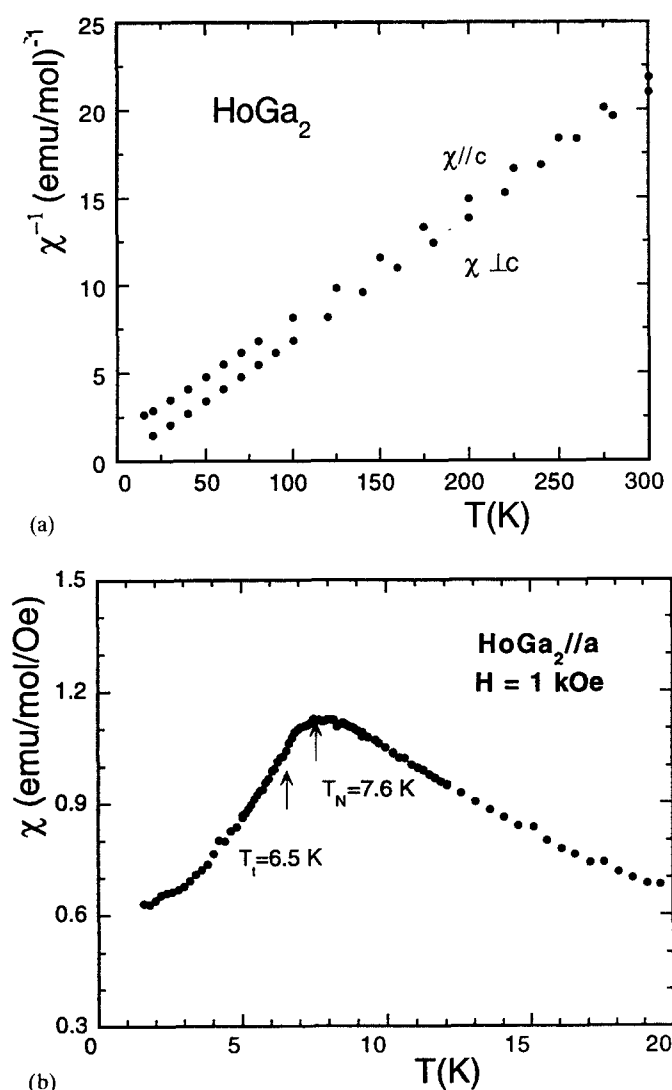 25
20
15
10
5
0
χ⁻¹ (emu/mol)⁻¹
HoGa₂
χ//c
χ ⊥c
0 50 100 150 200 250 300
T(K)
(a)
1.5
1.2
0.9
0.6
0.3
χ (emu/mol/Oe)
HoGa₂//a
H = 1 kOe
T_N=7.6 K
T_t=6.5 K
0 5 10 15 20
T(K)
(b)